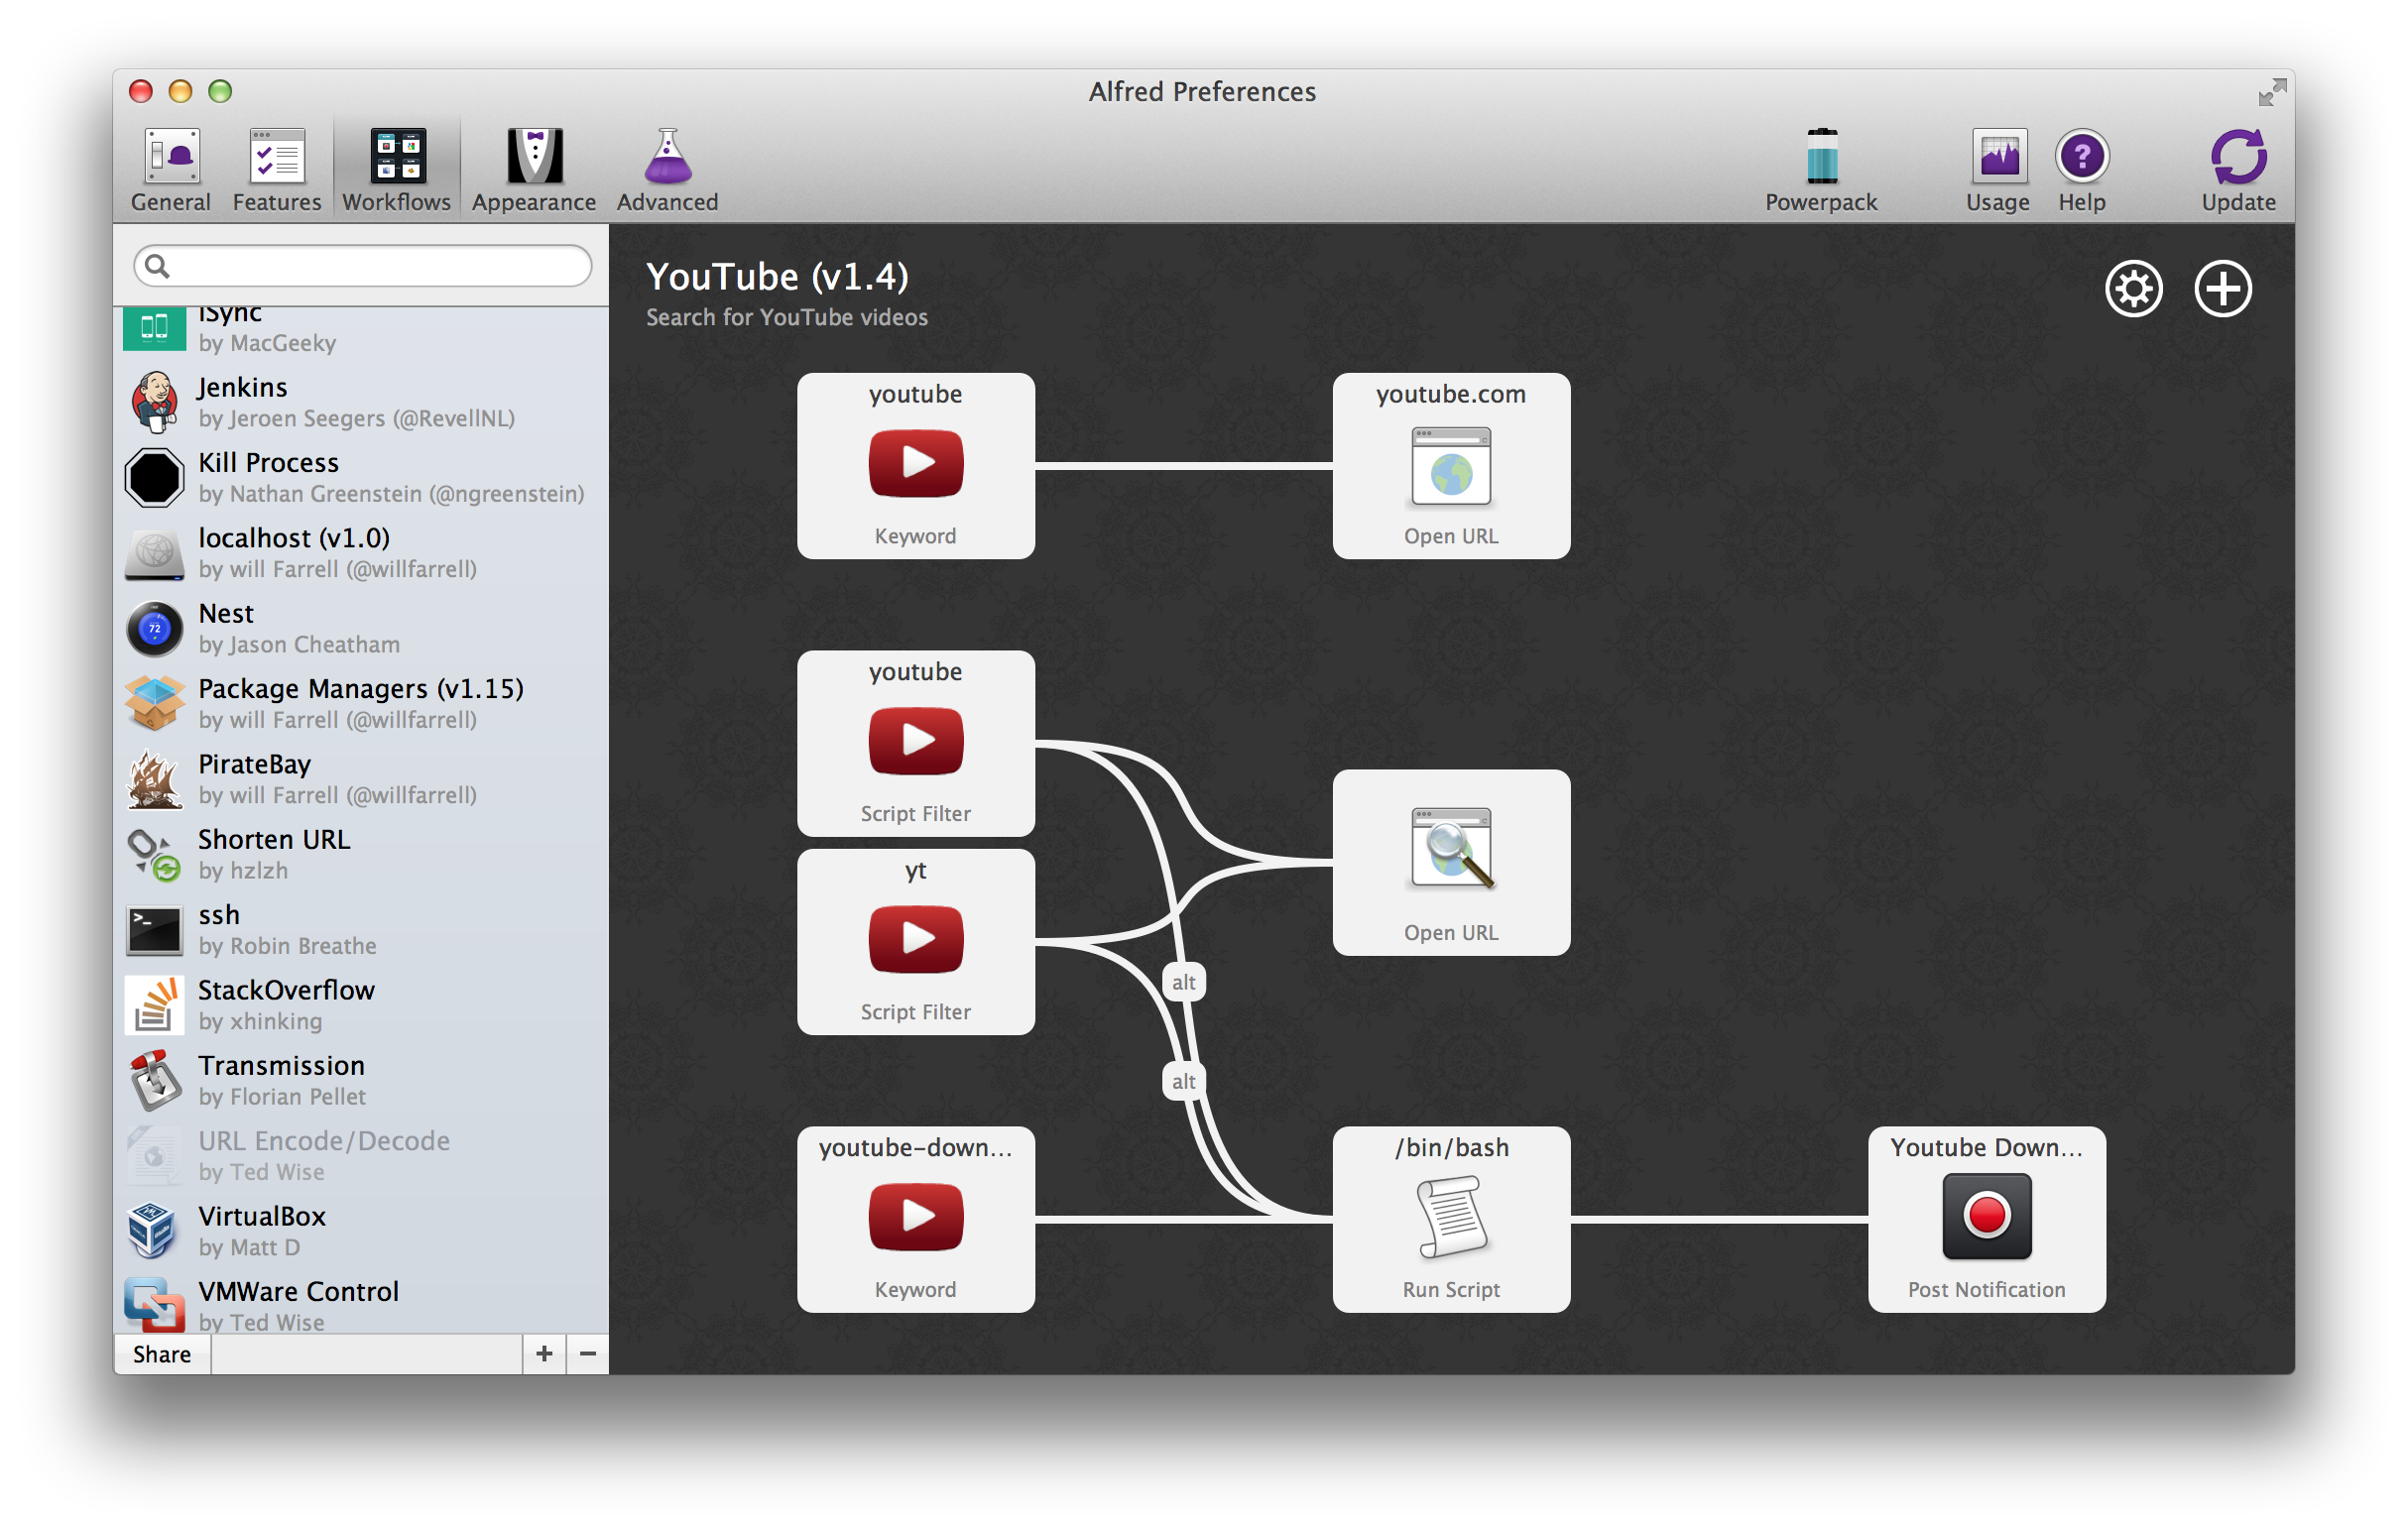 Alfred Preferences
General
Features
Workflows
Appearance
Advanced
Powerpack
Usage
Help
Update
iSync
by MacGeeky
Jenkins
by Jeroen Seegers (@RevellNL)
Kill Process
by Nathan Greenstein (@ngreenstein)
localhost (v1.0)
by will Farrell (@willfarrell)
Nest
by Jason Cheatham
Package Managers (v1.15)
by will Farrell (@willfarrell)
PirateBay
by will Farrell (@willfarrell)
Shorten URL
by hzlzh
ssh
by Robin Breathe
StackOverflow
by xhinking
Transmission
by Florian Pellet
URL Encode/Decode
by Ted Wise
VirtualBox
by Matt D
VMWare Control
by Ted Wise
Share
YouTube (v1.4)
Search for YouTube videos
youtube
Keyword
youtube.com
Open URL
youtube
Script Filter
yt
Script Filter
Open URL
alt
alt
youtube-down...
Keyword
/bin/bash
Run Script
Youtube Down...
Post Notification
72